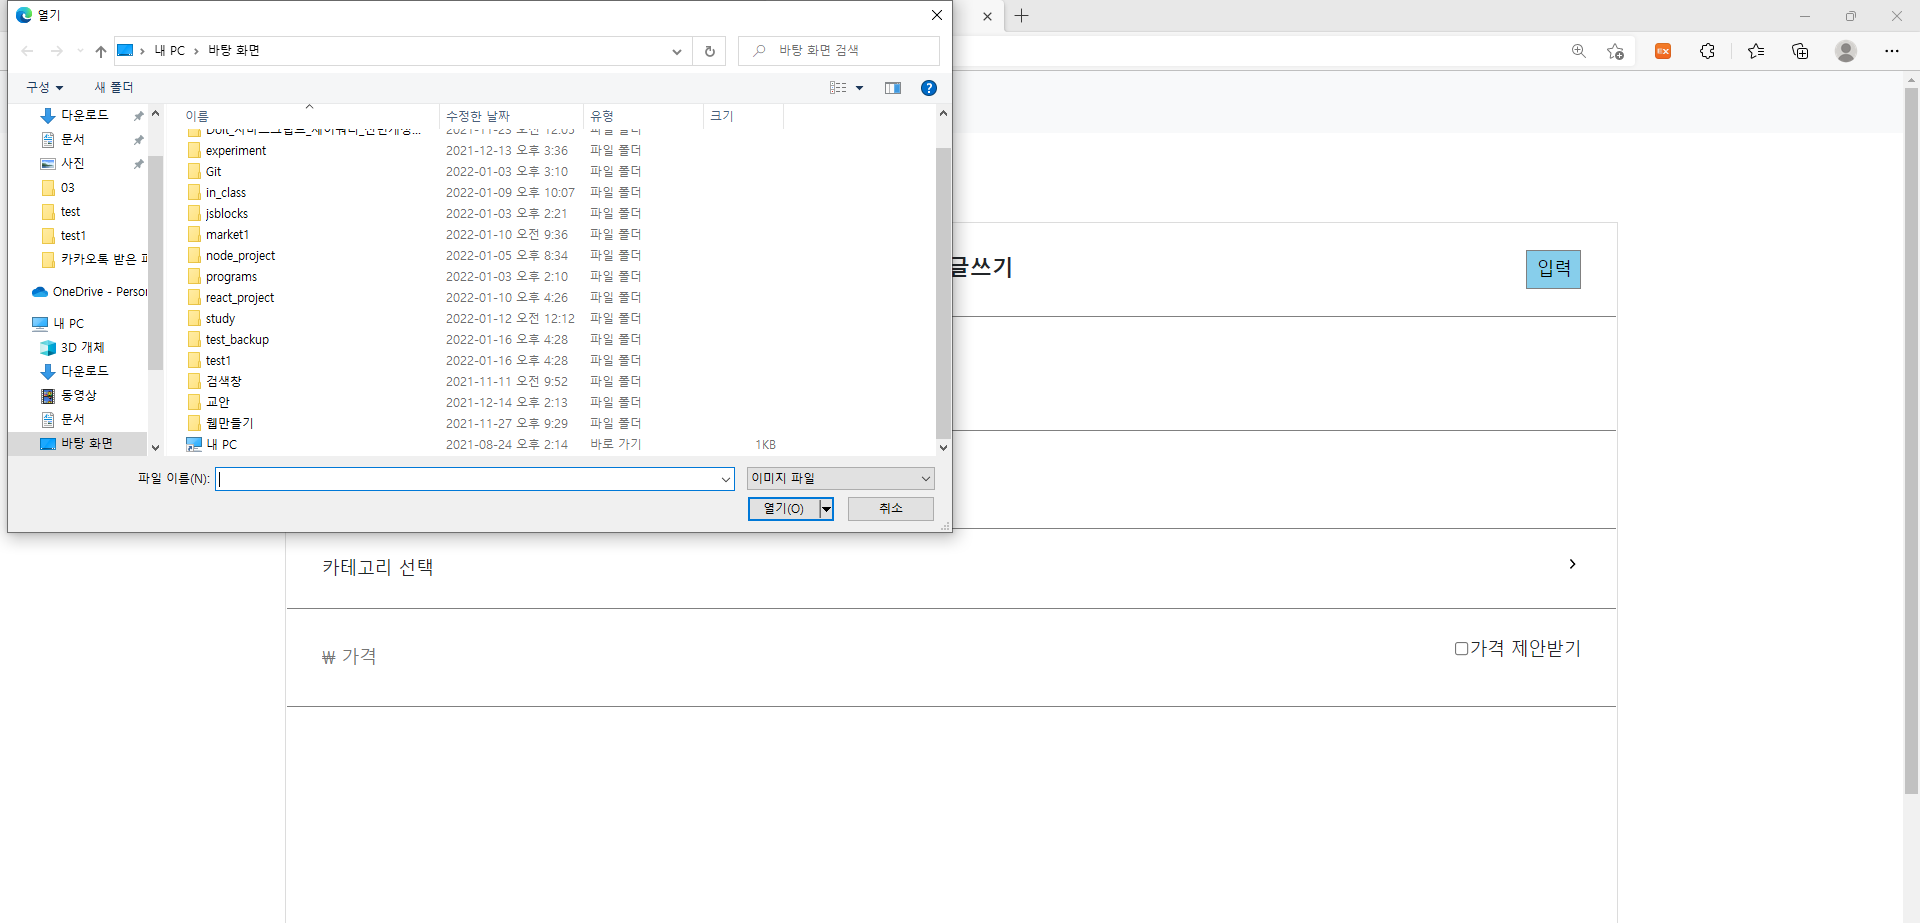 열기
내 PC > 바탕 화면
바탕 화면 검색
구성
새 폴더
이름 수정한 날짜 유형 크기
다운로드
문서
사진
03
test
test1
카카오톡 받은
OneDrive - Person
내 PC
3D 개체
다운로드
동영상
문서
바탕 화면
2021-11-23 오전 12:05 파일 폴더
experiment 2021-12-13 오후 3:36 파일 폴더
Git 2022-01-03 오후 3:10 파일 폴더
in_class 2022-01-09 오후 10:07 파일 폴더
jsblocks 2022-01-03 오후 2:21 파일 폴더
market1 2022-01-10 오전 9:36 파일 폴더
node_project 2022-01-05 오후 8:34 파일 폴더
programs 2022-01-03 오후 2:10 파일 폴더
react_project 2022-01-10 오후 4:26 파일 폴더
study 2022-01-12 오전 12:12 파일 폴더
test_backup 2022-01-16 오후 4:28 파일 폴더
test1 2022-01-16 오후 4:28 파일 폴더
검색창 2021-11-11 오전 9:52 파일 폴더
교안 2021-12-14 오후 2:13 파일 폴더
웹만들기 2021-11-27 오후 9:29 파일 폴더
내 PC 2021-08-24 오후 2:14 바로 가기 1KB
파일 이름(N):
이미지 파일
열기(O)
취소
글쓰기
입력
카테고리 선택
₩ 가격
가격 제안받기